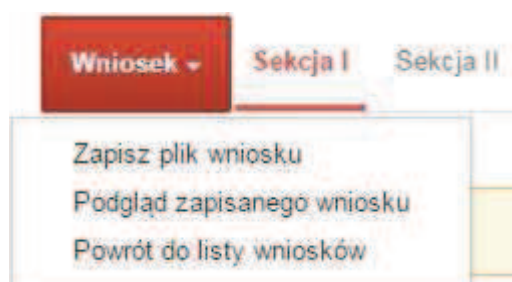 Wniosek Sekcja I Sekcja II
Zapisz plik wniosku
Podgląd zapisanego wniosku
Powrót do listy wniosków